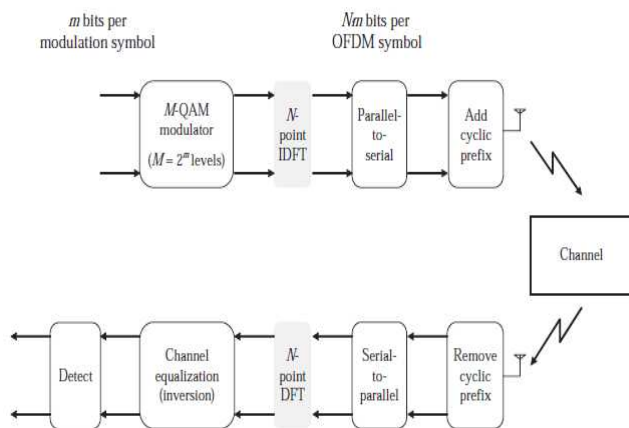 m bits per
modulation symbol
Nm bits per
OFDM symbol
M-QAM
modulator
(M = 2^m levels)
N-
point
IDFT
Parallel-
to-
serial
Add
cyclic
prefix
Channel
Detect
Channel
equalization
(inversion)
N-
point
DFT
Serial-
to-
parallel
Remove
cyclic
prefix